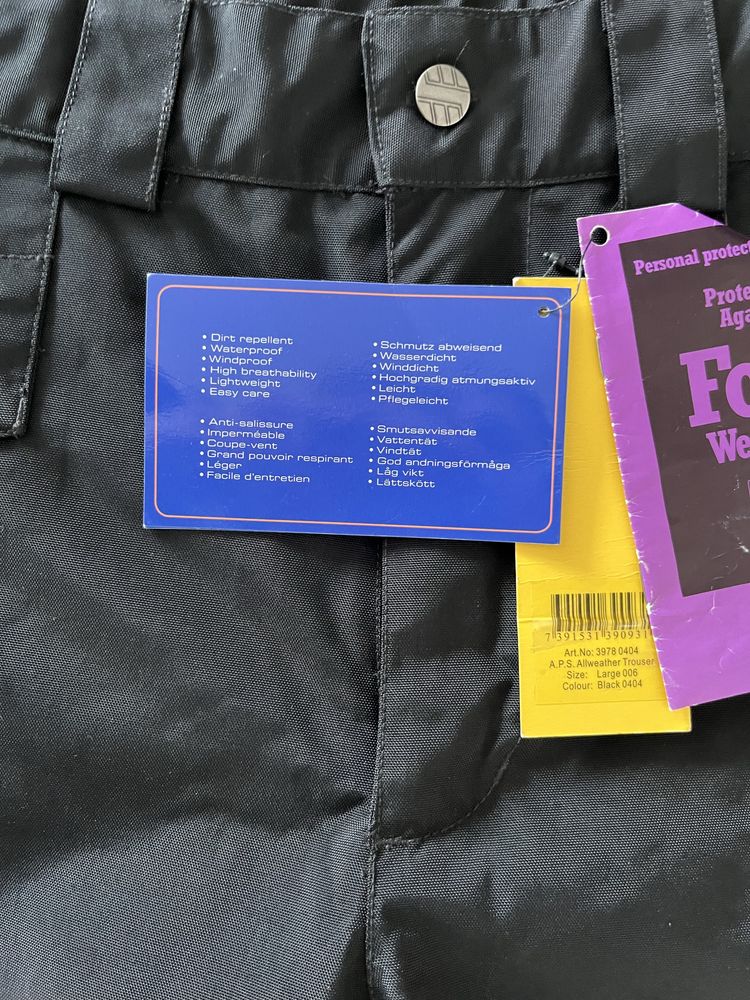 • Dirt repellent
• Waterproof
• Windproof
• High breathability
• Lightweight
• Easy care
• Schmutz abweisend
• Wasserdicht
• Winddicht
• Hochgradig atmungsaktiv
• Leicht
• Pflegeleicht
• Anti-salissure
• Imperméable
• Coupe-vent
• Grand pouvoir respirant
• Léger
• Facile d'entretien
• Smutsavvisande
• Vattentät
• Vindtät
• God andningsförmåga
• Låg vikt
• Lättskött
7 391531 390931
Art.No: 3978 0404
A.P.S. Allweather Trouser
Size: Large 006
Colour: Black 0404
Personal protec
Prote
Aga
Fo
We